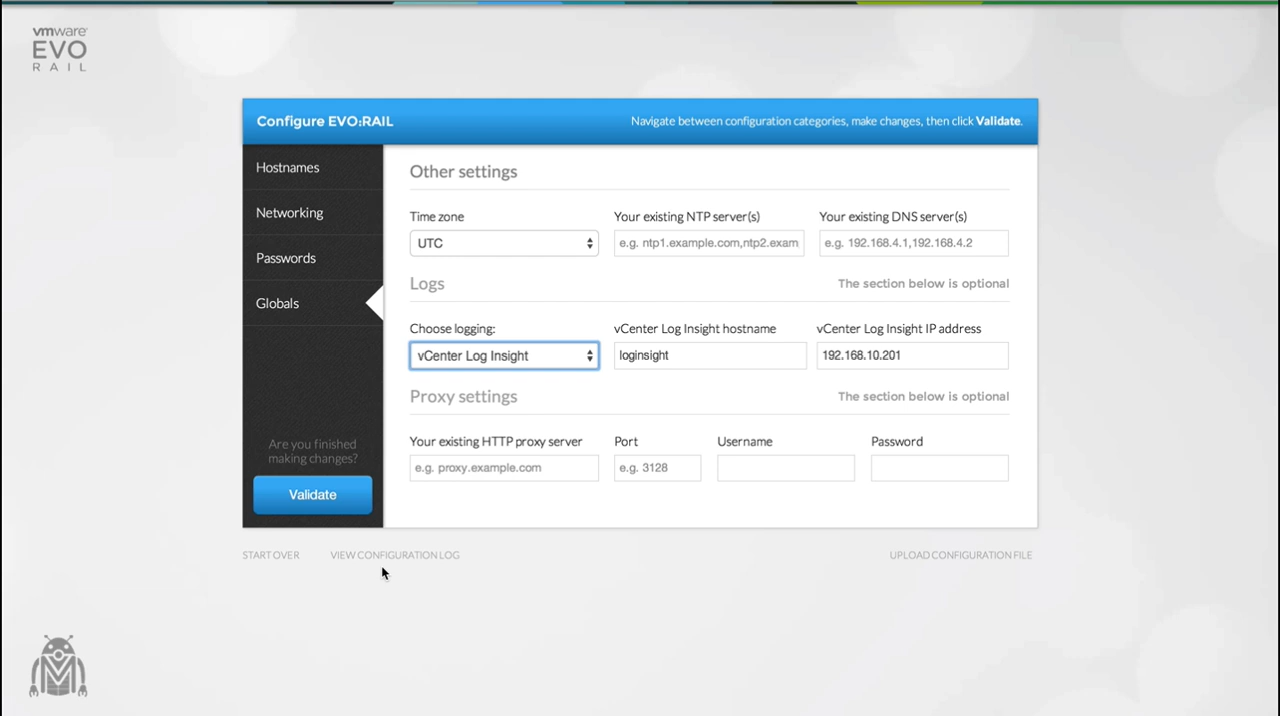 vmware
EVO
RAIL
Configure EVO:RAIL
Navigate between configuration categories, make changes, then click Validate.
Hostnames
Networking
Passwords
Globals
Are you finished
making changes?
Validate
Other settings
Time zone
Your existing NTP server(s)
Your existing DNS server(s)
UTC
e.g. ntp1.example.com,ntp2.exam
e.g. 192.168.4.1,192.168.4.2
Logs
The section below is optional
Choose logging:
vCenter Log Insight hostname
vCenter Log Insight IP address
vCenter Log Insight
loginsight
192.168.10.201
Proxy settings
The section below is optional
Your existing HTTP proxy server
Port
Username
Password
e.g. proxy.example.com
e.g. 3128
START OVER
VIEW CONFIGURATION LOG
UPLOAD CONFIGURATION FILE